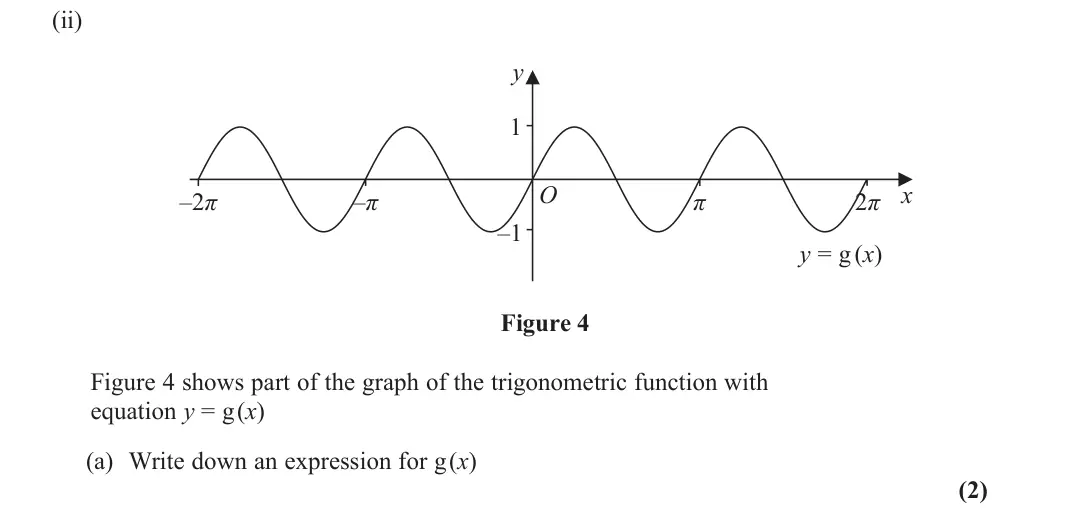 (ii)
y
1
–2π –π O π 2π x
–1
y = g(x)
Figure 4
Figure 4 shows part of the graph of the trigonometric function with
equation y = g(x)
(a) Write down an expression for g(x)
(2)